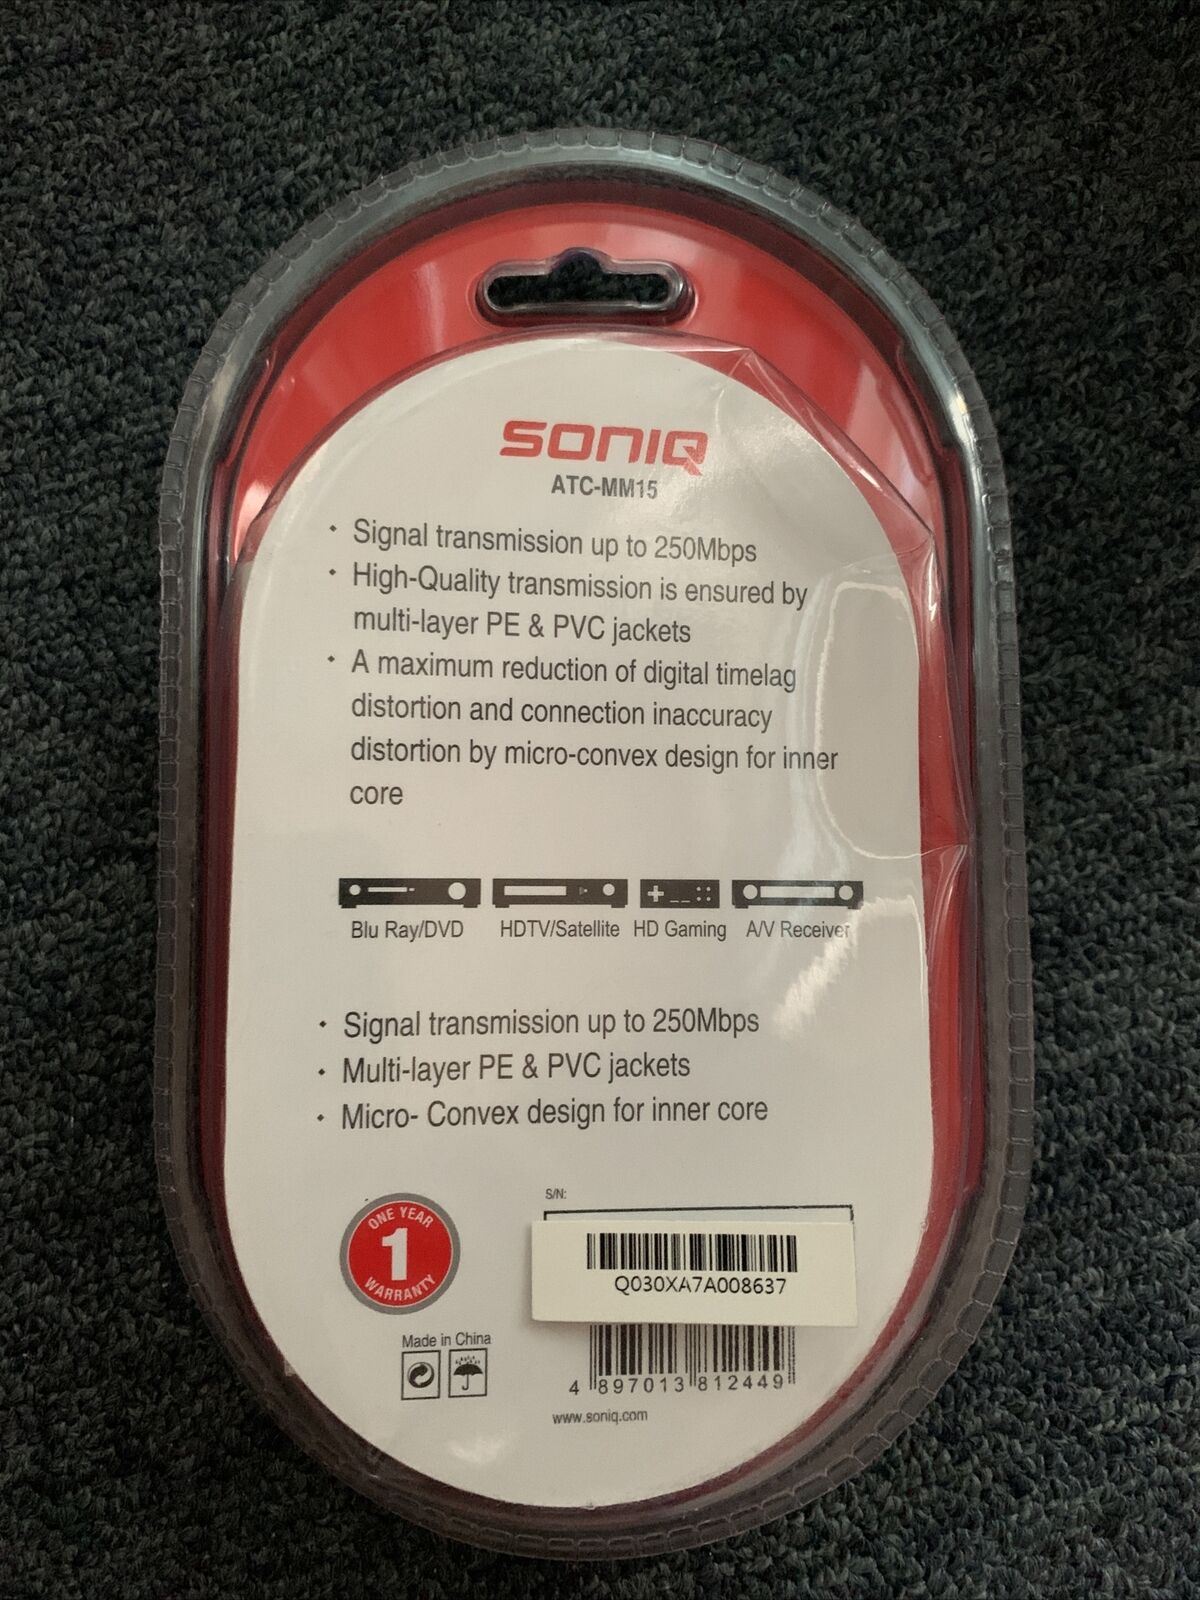 SONIQ
ATC-MM15
· Signal transmission up to 250Mbps
· High-Quality transmission is ensured by
multi-layer PE & PVC jackets
· A maximum reduction of digital timelag
distortion and connection inaccuracy
distortion by micro-convex design for inner
core
Blu Ray/DVD HDTV/Satellite HD Gaming A/V Receiver
· Signal transmission up to 250Mbps
· Multi-layer PE & PVC jackets
· Micro- Convex design for inner core
ONE YEAR
1
WARRANTY
S/N:
Q030XA7A008637
Made in China
4 897013 812449
www.soniq.com